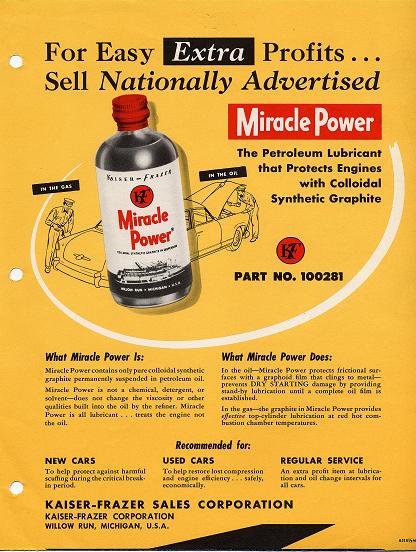 For Easy Extra Profits...
Sell Nationally Advertised
Miracle Power
The Petroleum Lubricant
that Protects Engines
with Colloidal
Synthetic Graphite
IN THE GAS
IN THE OIL
KAISER-FRAZER
KF
Miracle
Power
WILLOW RUN • MICHIGAN • U.S.A.
KF
PART NO. 100281
What Miracle Power Is:
Miracle Power contains only pure colloidal synthetic
graphite permanently suspended in petroleum oil.
Miracle Power is not a chemical, detergent, or
solvent—does not change the viscosity or other
qualities built into the oil by the refiner. Miracle
Power is all lubricant . . . treats the engine not
the oil.
What Miracle Power Does:
In the oil—Miracle Power protects frictional sur-
faces with a graphoid film that clings to metal—
prevents DRY STARTING damage by providing
stand-by lubrication until a complete oil film is
established.
In the gas—the graphite in Miracle Power provides
effective top-cylinder lubrication at red hot com-
bustion chamber temperatures.
Recommended for:
NEW CARS
To help protect against harmful
scuffing during the critical break-
in period.
USED CARS
To help restore lost compression
and engine efficiency . . . safely,
economically.
REGULAR SERVICE
An extra profit item at lubrica-
tion and oil change intervals for
all cars.
KAISER-FRAZER SALES CORPORATION
KAISER-FRAZER CORPORATION
WILLOW RUN, MICHIGAN, U.S.A.